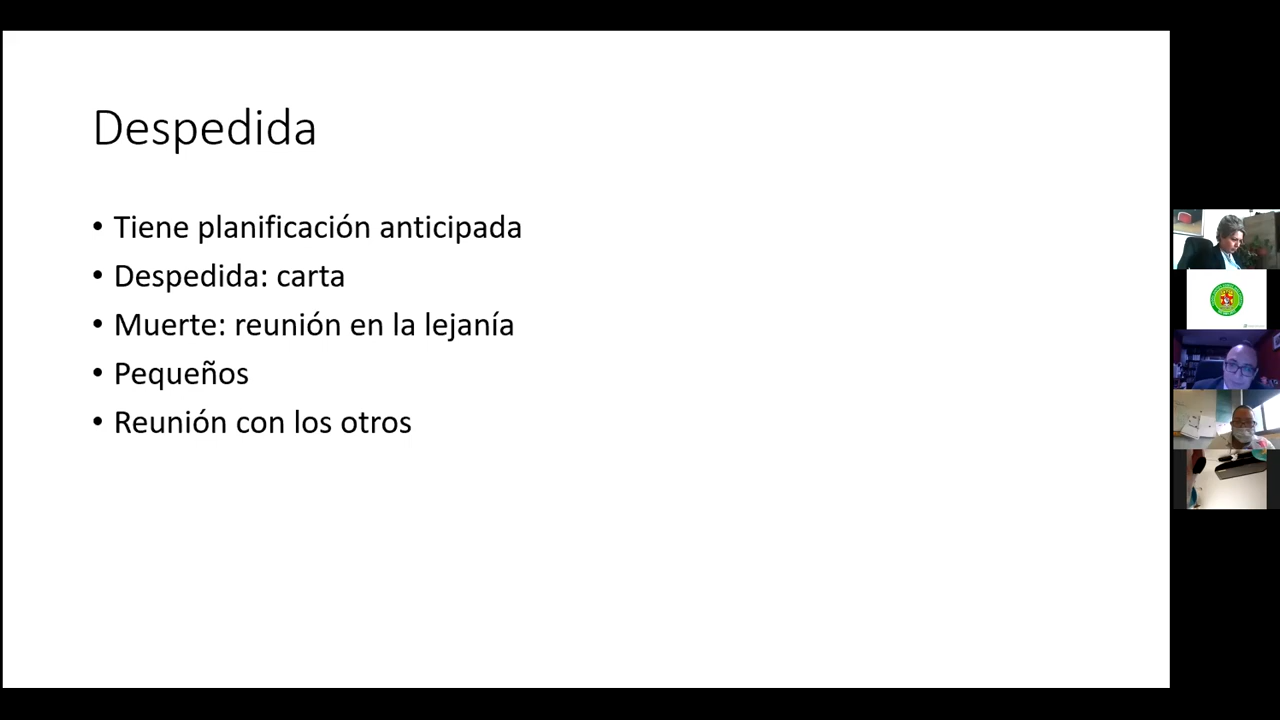 Despedida
• Tiene planificación anticipada
• Despedida: carta
• Muerte: reunión en la lejanía
• Pequeños
• Reunión con los otros